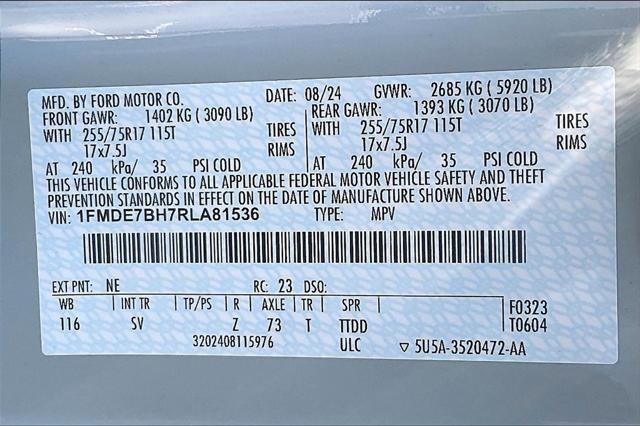 MFD. BY FORD MOTOR CO.
DATE: 08/24 GVWR: 2685 KG ( 5920 LB)
FRONT GAWR: 1402 KG ( 3090 LB)
WITH 255/75R17 115T TIRES
17x7.5J RIMS
AT 240 kPa/ 35 PSI COLD
REAR GAWR: 1393 KG ( 3070 LB)
WITH 255/75R17 115T TIRES
17x7.5J RIMS
AT 240 kPa/ 35 PSI COLD
THIS VEHICLE CONFORMS TO ALL APPLICABLE FEDERAL MOTOR VEHICLE SAFETY AND THEFT
PREVENTION STANDARDS IN EFFECT ON THE DATE OF MANUFACTURE SHOWN ABOVE.
VIN: 1FMDE7BH7RLA81536 TYPE: MPV
EXT PNT: NE RC: 23 DSO:
WB INT TR TP/PS R AXLE TR SPR
116 SV Z 73 T TTDD
3202408115976 ULC
F0323
T0604
▽ 5U5A-3520472-AA